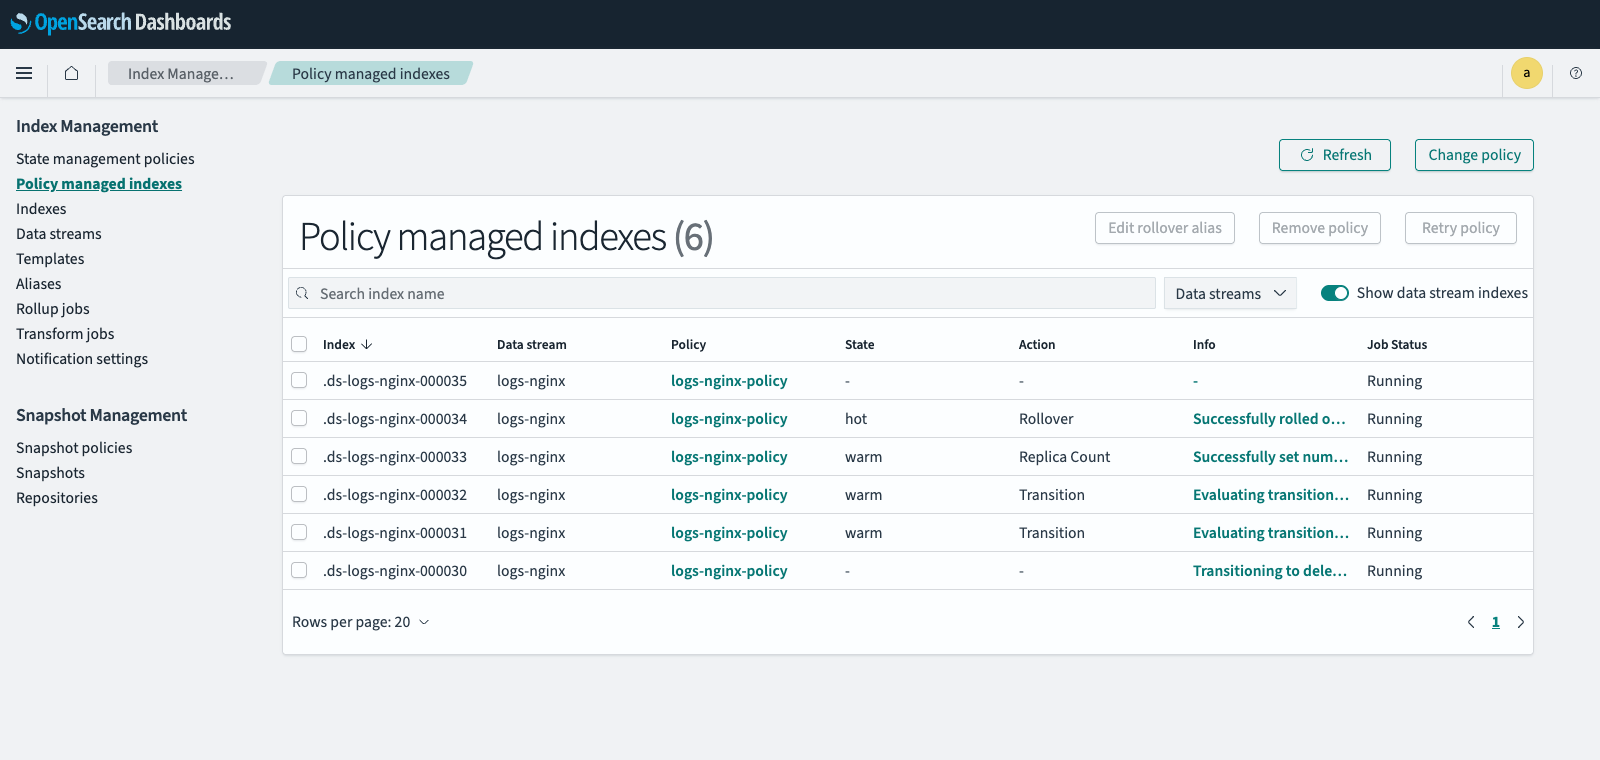 OpenSearch Dashboards
Index Manage…
Policy managed indexes
a
Index Management
State management policies
Policy managed indexes
Indexes
Data streams
Templates
Aliases
Rollup jobs
Transform jobs
Notification settings
Snapshot Management
Snapshot policies
Snapshots
Repositories
Refresh
Change policy
Policy managed indexes (6)
Edit rollover alias
Remove policy
Retry policy
Search index name
Data streams
Show data stream indexes
Index Data stream Policy State Action Info Job Status
.ds-logs-nginx-000035 logs-nginx logs-nginx-policy - - - Running
.ds-logs-nginx-000034 logs-nginx logs-nginx-policy hot Rollover Successfully rolled o… Running
.ds-logs-nginx-000033 logs-nginx logs-nginx-policy warm Replica Count Successfully set num… Running
.ds-logs-nginx-000032 logs-nginx logs-nginx-policy warm Transition Evaluating transition… Running
.ds-logs-nginx-000031 logs-nginx logs-nginx-policy warm Transition Evaluating transition… Running
.ds-logs-nginx-000030 logs-nginx logs-nginx-policy - - Transitioning to dele… Running
Rows per page: 20
1